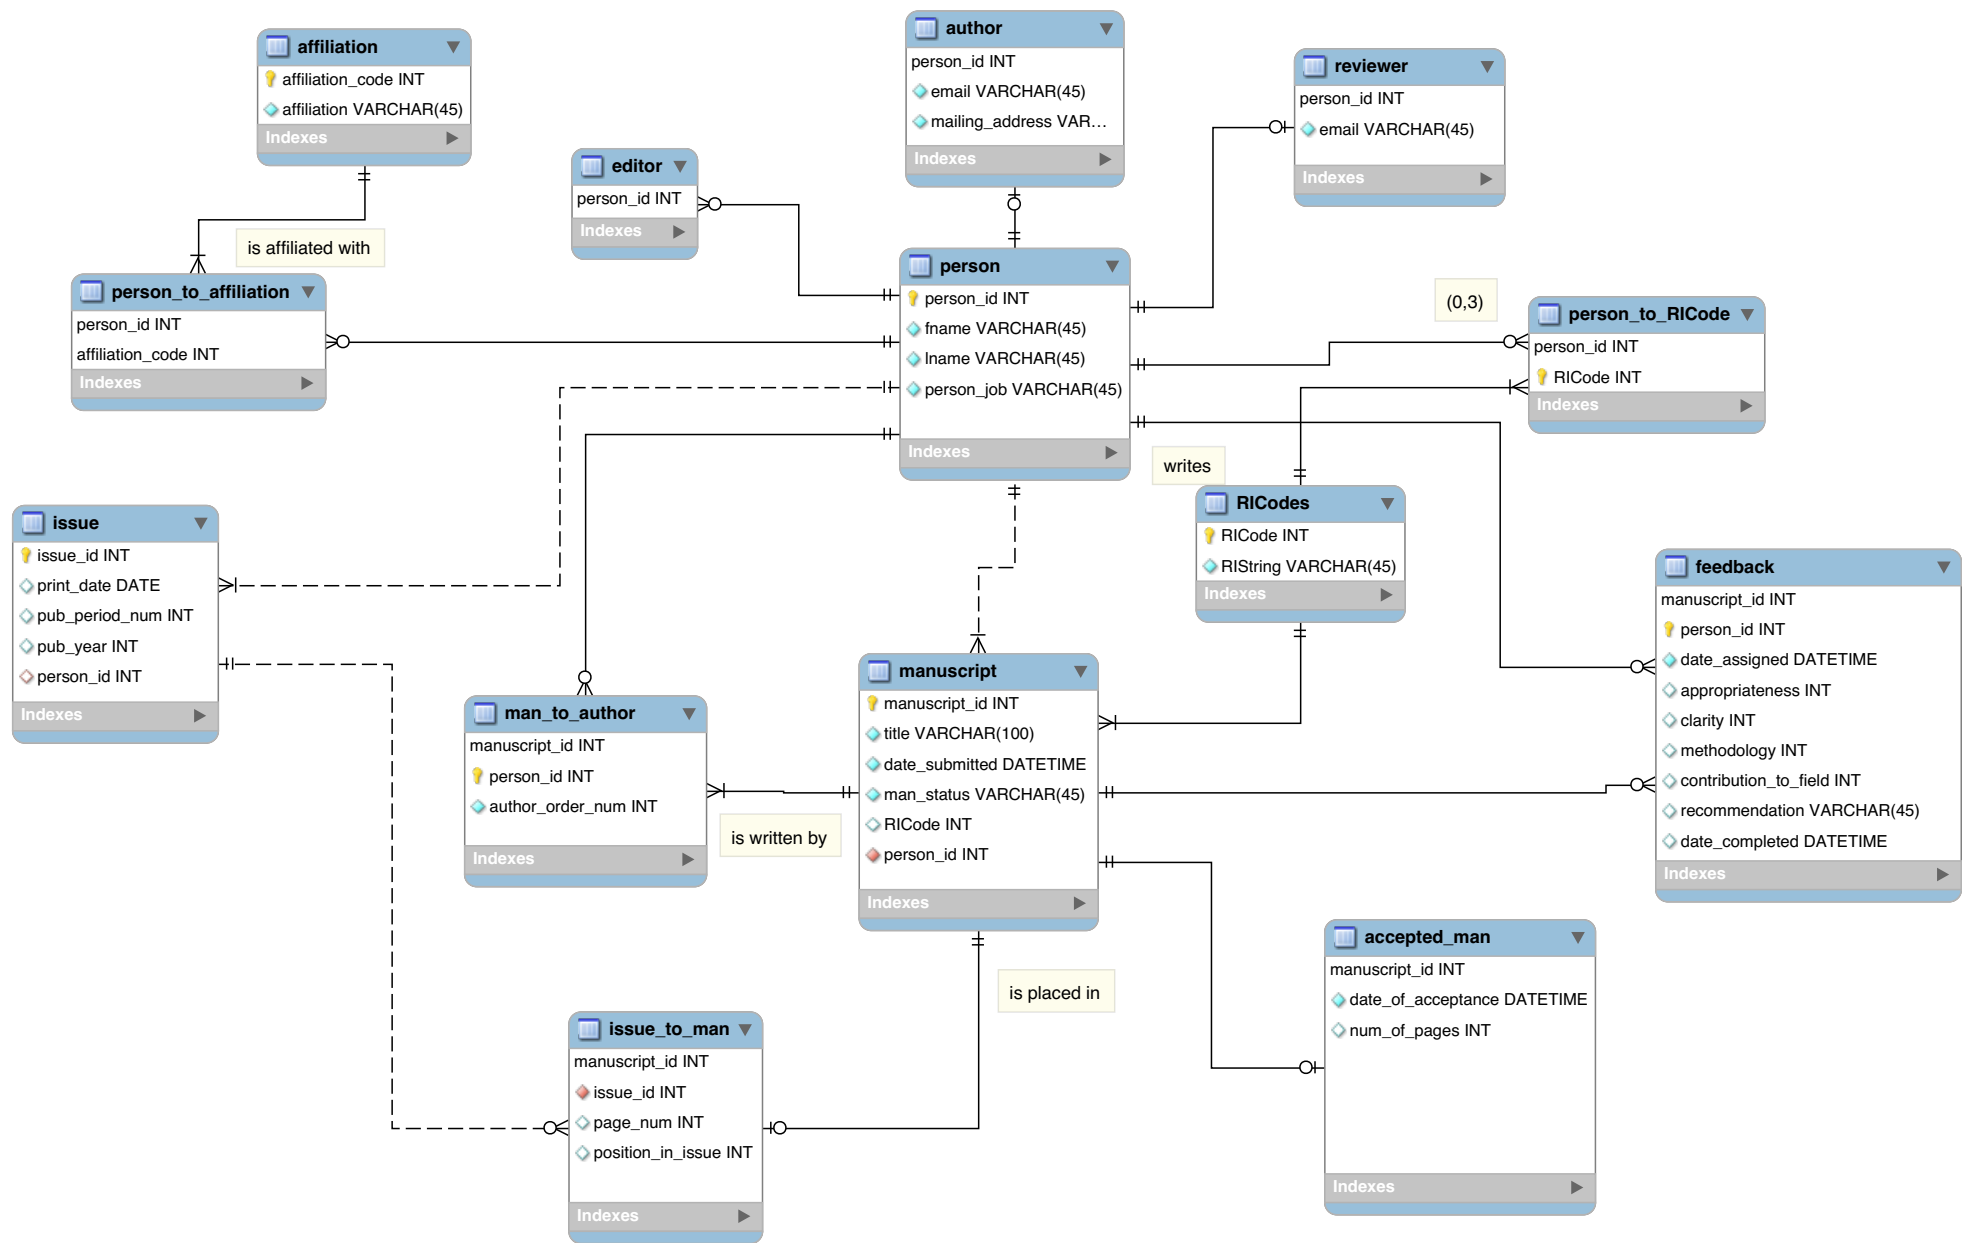 affiliation
affiliation_code INT
affiliation VARCHAR(45)
Indexes
author
person_id INT
email VARCHAR(45)
mailing_address VAR...
Indexes
reviewer
person_id INT
email VARCHAR(45)
Indexes
editor
person_id INT
Indexes
is affiliated with
person_to_affiliation
person_id INT
affiliation_code INT
Indexes
person
person_id INT
fname VARCHAR(45)
lname VARCHAR(45)
person_job VARCHAR(45)
Indexes
(0,3)
person_to_RICode
person_id INT
RICode INT
Indexes
writes
RICodes
RICode INT
RIString VARCHAR(45)
Indexes
issue
issue_id INT
print_date DATE
pub_period_num INT
pub_year INT
person_id INT
Indexes
feedback
manuscript_id INT
person_id INT
date_assigned DATETIME
appropriateness INT
clarity INT
methodology INT
contribution_to_field INT
recommendation VARCHAR(45)
date_completed DATETIME
Indexes
man_to_author
manuscript_id INT
person_id INT
author_order_num INT
Indexes
is written by
manuscript
manuscript_id INT
title VARCHAR(100)
date_submitted DATETIME
man_status VARCHAR(45)
RICode INT
person_id INT
Indexes
is placed in
accepted_man
manuscript_id INT
date_of_acceptance DATETIME
num_of_pages INT
Indexes
issue_to_man
manuscript_id INT
issue_id INT
page_num INT
position_in_issue INT
Indexes